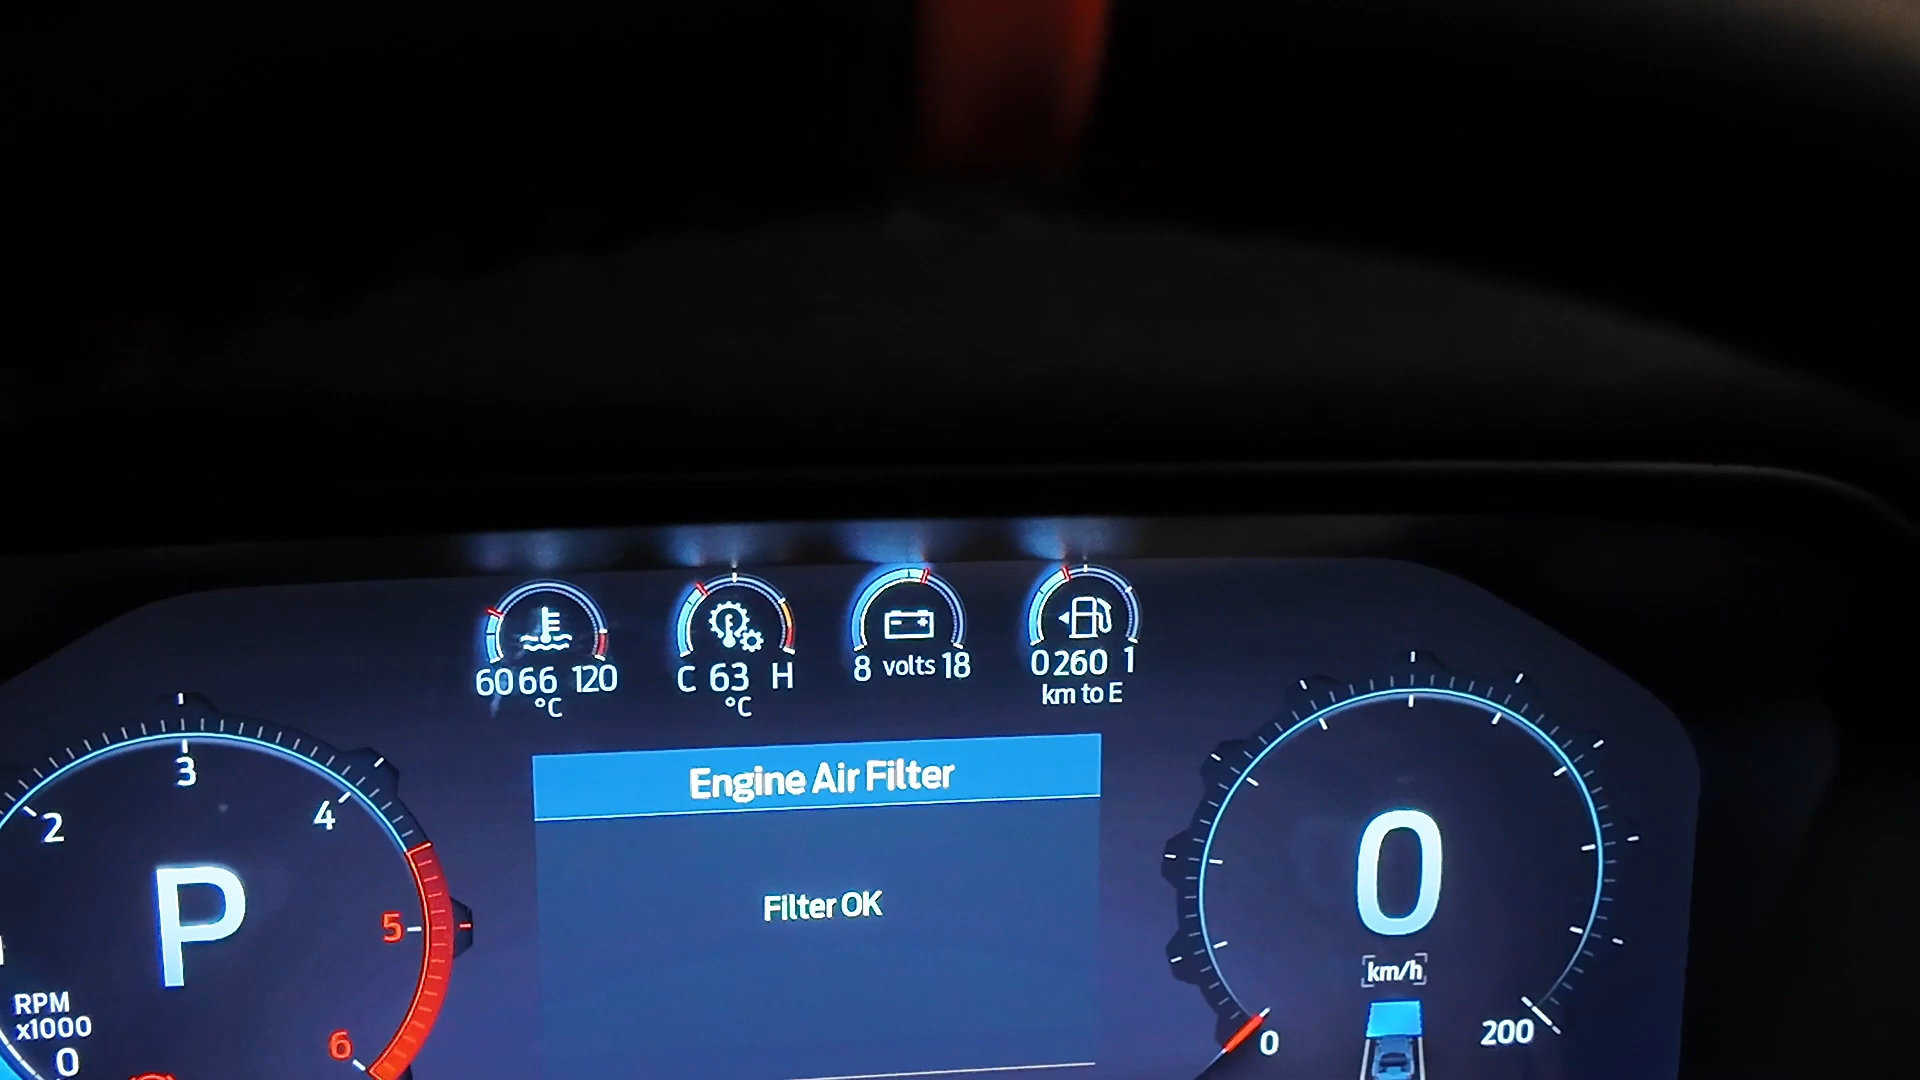 60 66 120
°C
C 63 H
°C
8 volts 18
0 260 1
km to E
Engine Air Filter
Filter OK
2
3
4
5
6
P
RPM
x1000
0
0
km/h
0
200